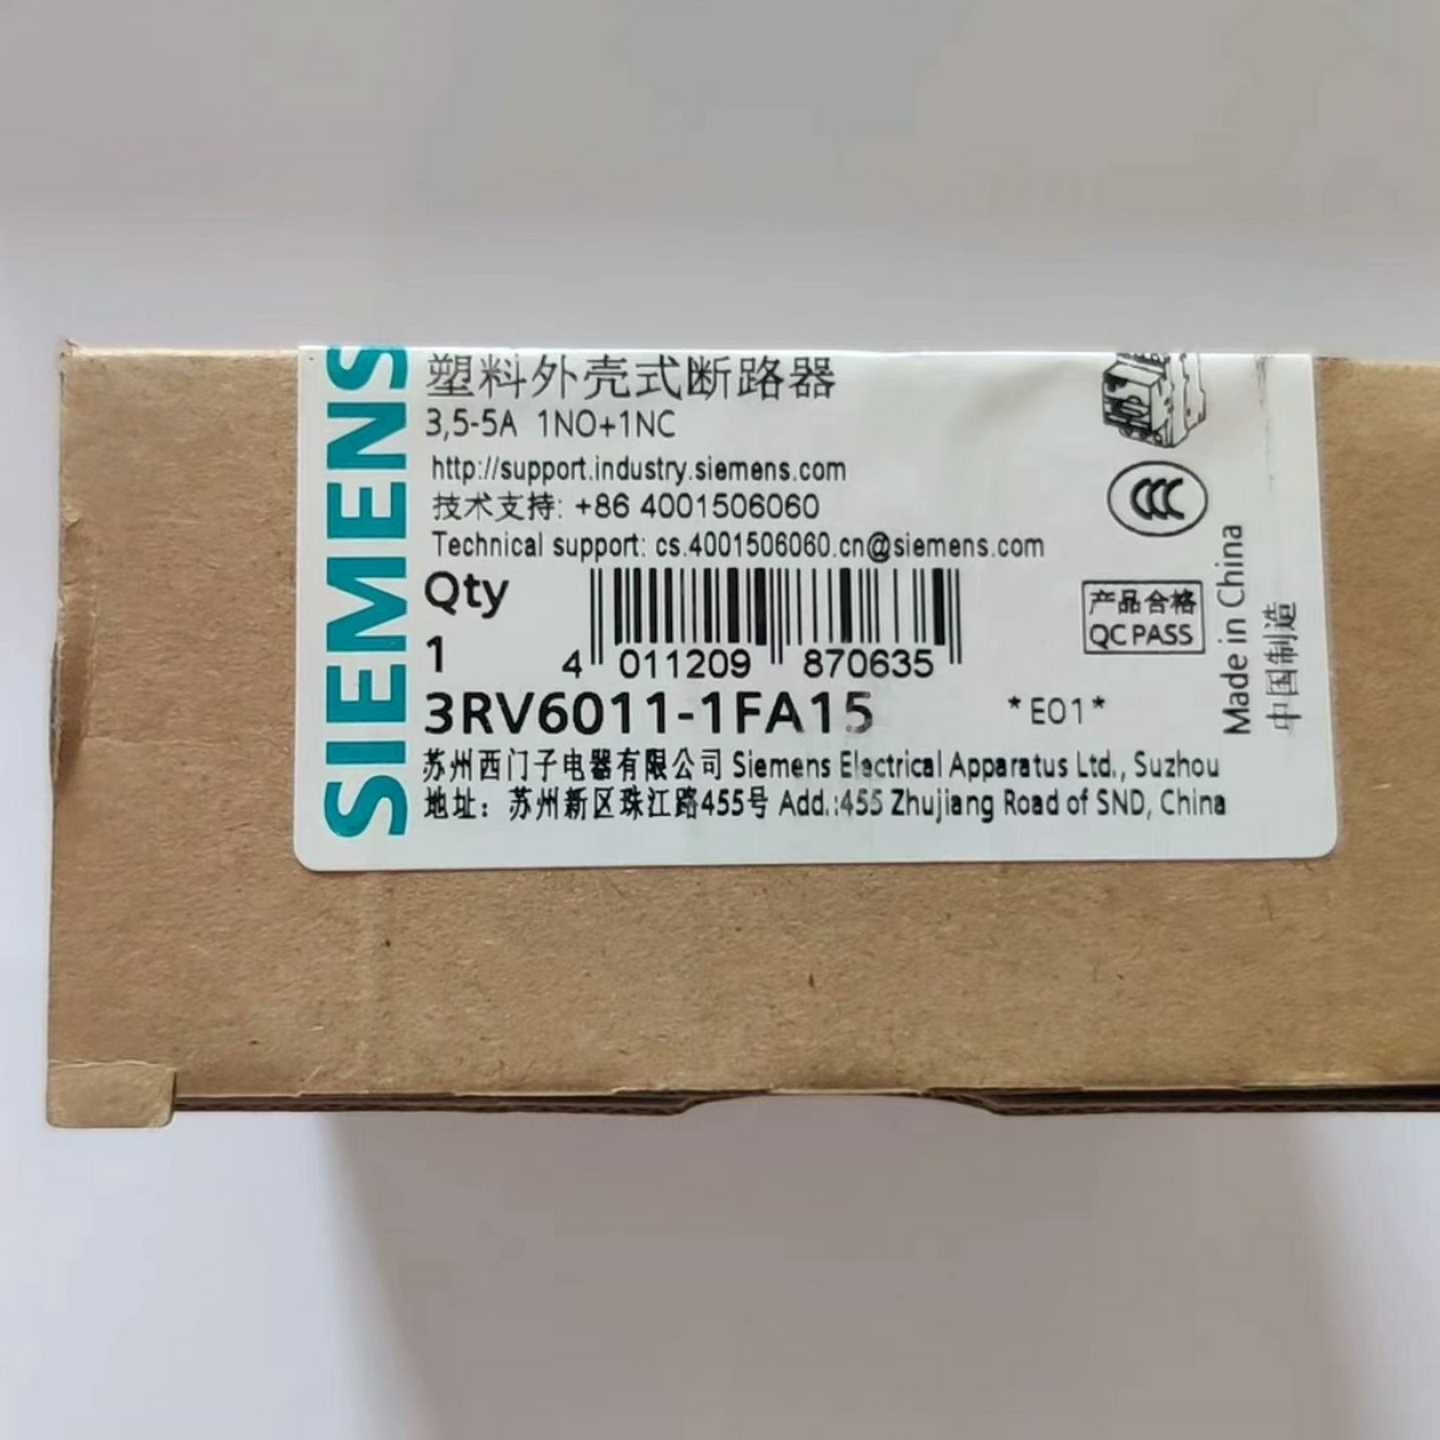 SIEMENS
塑料外壳式断路器
3,5-5A 1NO+1NC
http://support.industry.siemens.com
技术支持: +86 4001506060
Technical support: cs.4001506060.cn@siemens.com
Qty
1
4 011209 870635
3RV6011-1FA15
*E01*
苏州西门子电器有限公司 Siemens Electrical Apparatus Ltd., Suzhou
地址：苏州新区珠江路455号 Add.:455 Zhujiang Road of SND, China
CCC
产品合格
QC PASS
Made in China
中国制造